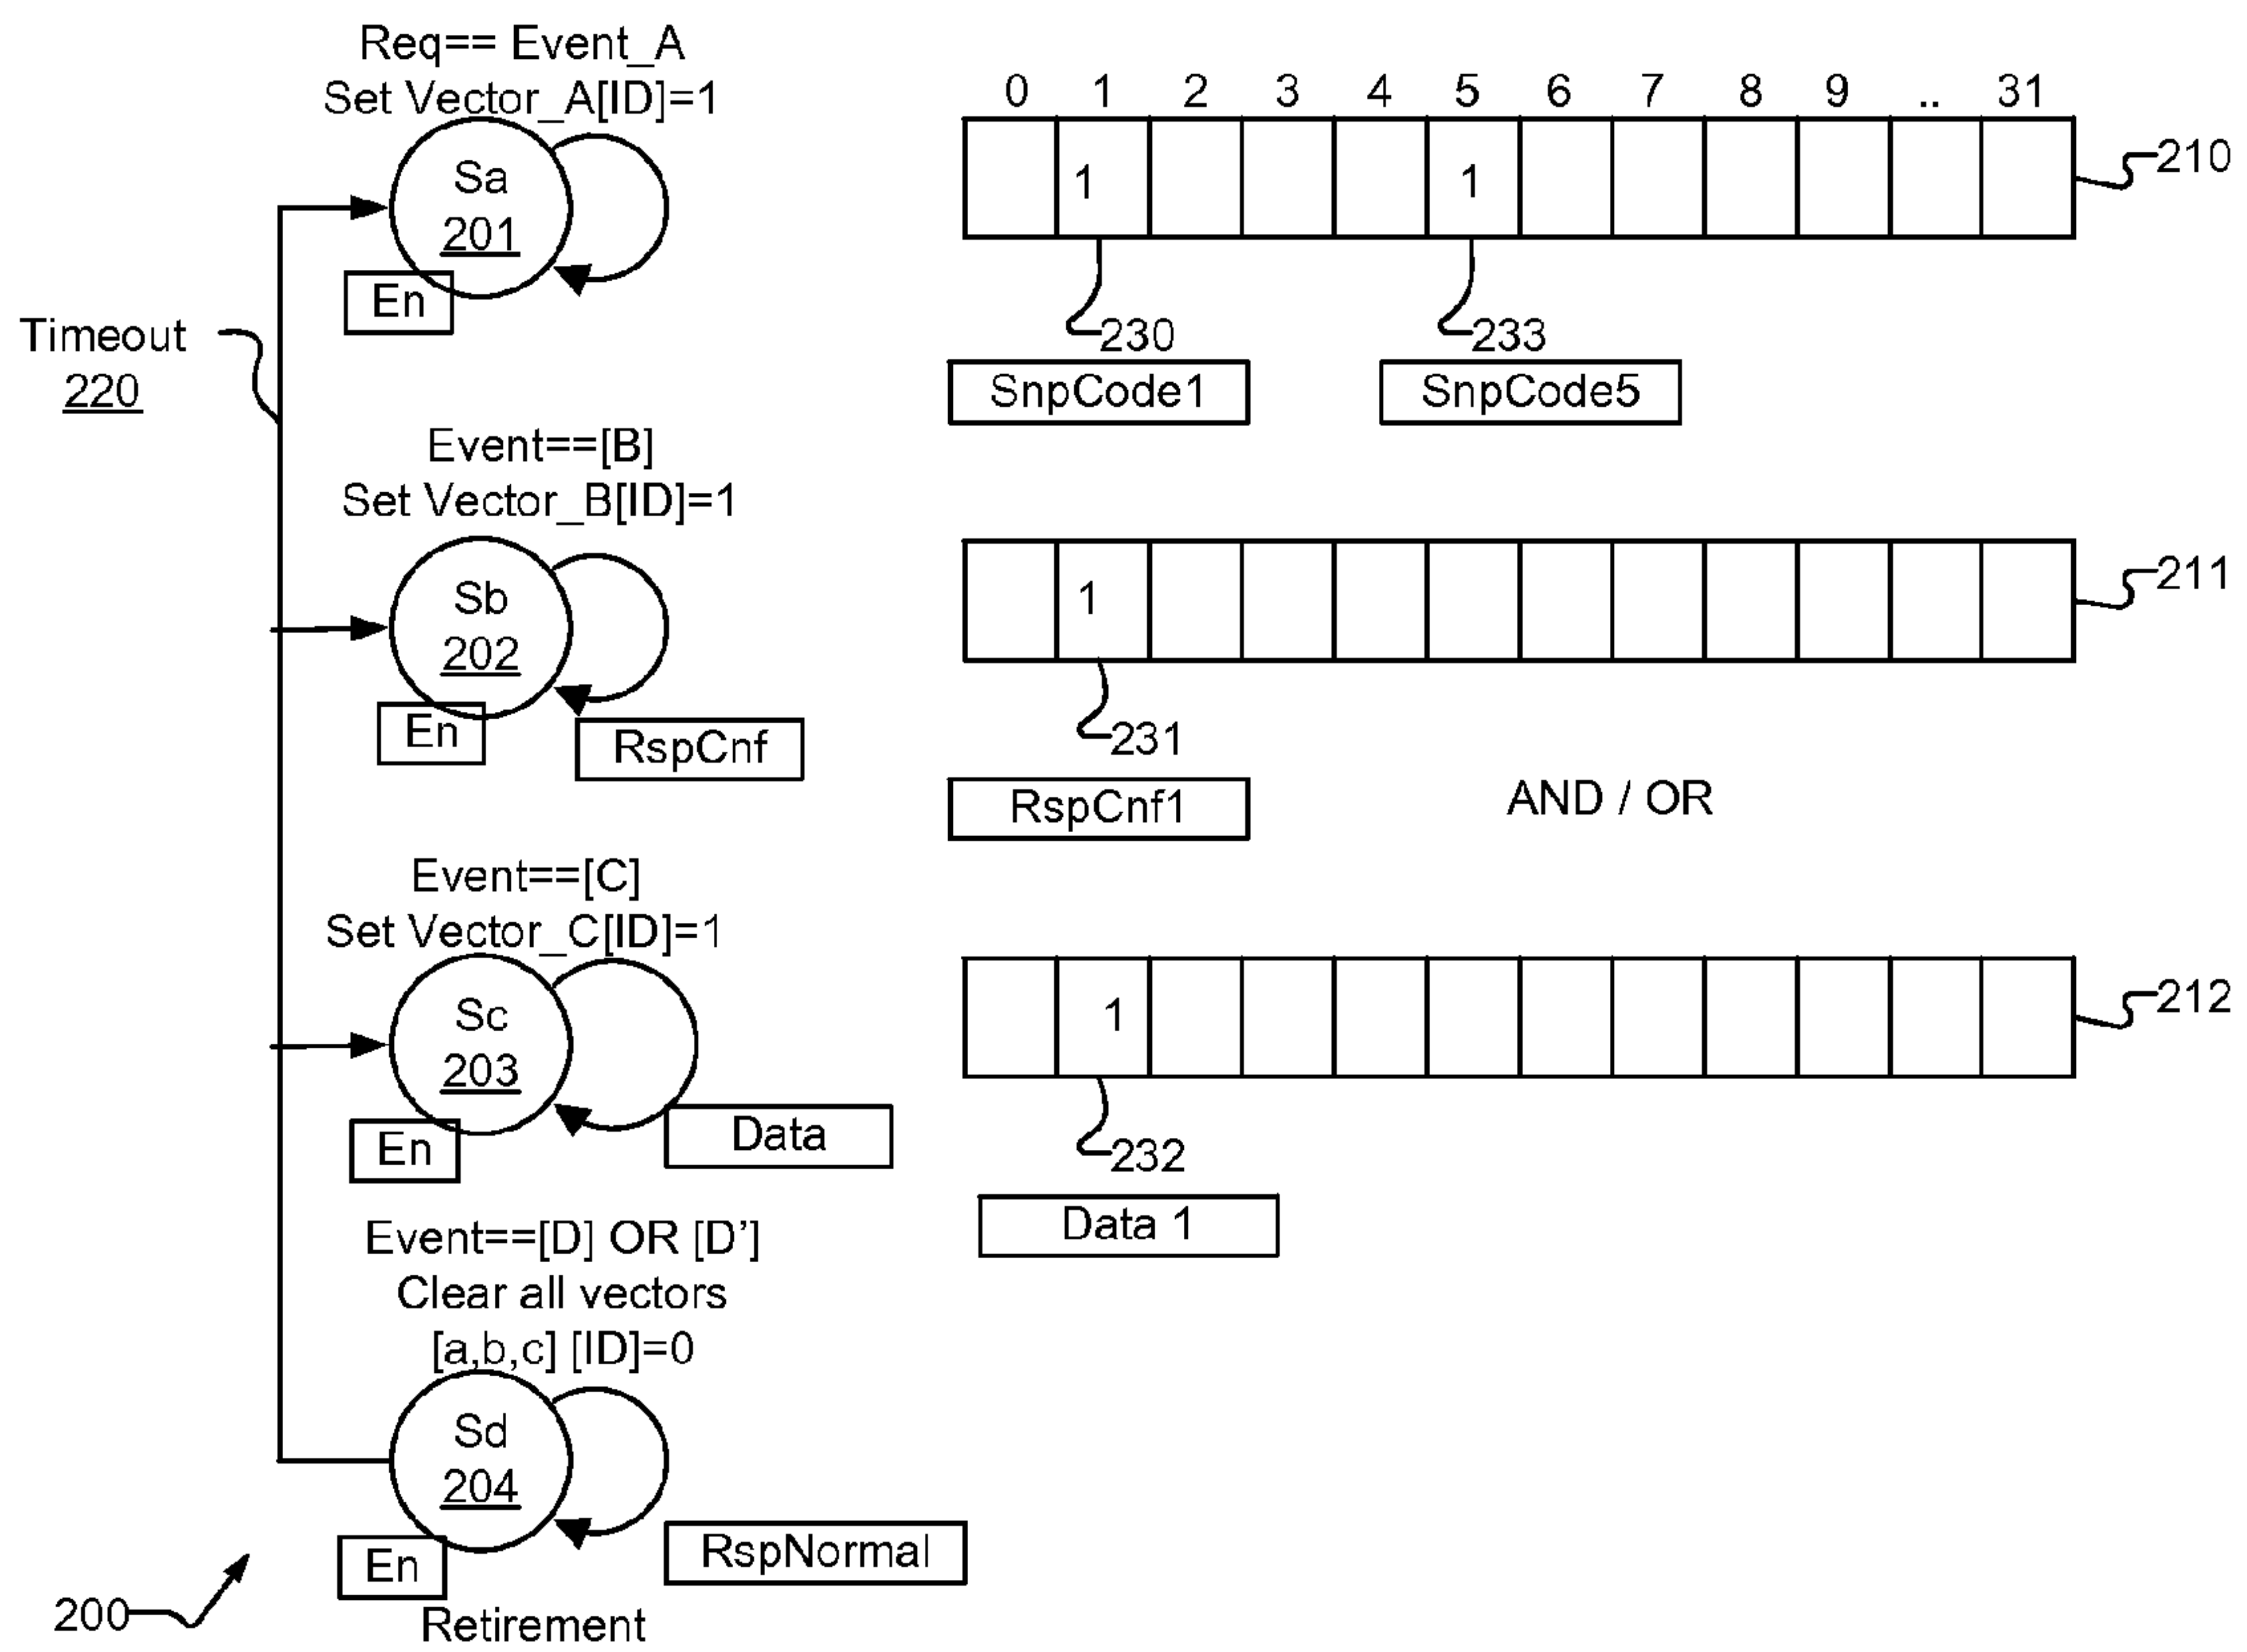 Req== Event_A
Set Vector_A[ID]=1
Sa
201
En
0 1 2 3 4 5 6 7 8 9 .. 31
1 1
210
230
233
SnpCode1
SnpCode5
Timeout
220
Event==[B]
Set Vector_B[ID]=1
Sb
202
En
RspCnf
1
211
231
RspCnf1
AND / OR
Event==[C]
Set Vector_C[ID]=1
Sc
203
En
Data
1
212
232
Data 1
Event==[D] OR [D’]
Clear all vectors
[a,b,c] [ID]=0
Sd
204
En
RspNormal
Retirement
200